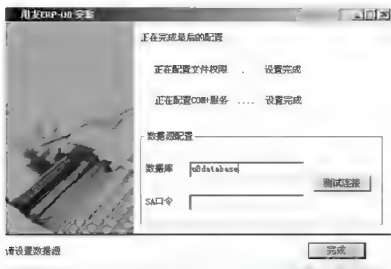 用友ERP-U8 安装
正在完成最后的配置
正在配置文件权限 . 设置完成
正在配置COM+服务 .... 设置完成
数据源配置
数据库 u8database
测试连接
SA口令
请设置数据源
完成